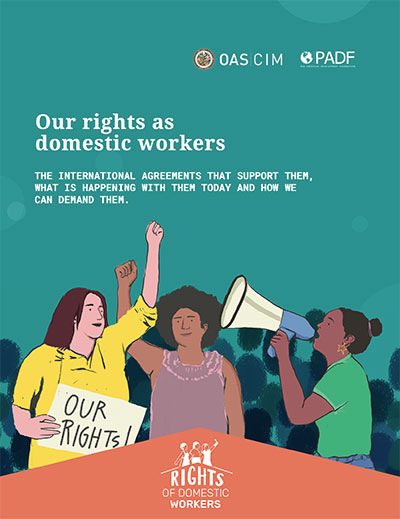 OAS CIM
PADF
Our rights as
domestic workers
THE INTERNATIONAL AGREEMENTS THAT SUPPORT THEM,
WHAT IS HAPPENING WITH THEM TODAY AND HOW WE
CAN DEMAND THEM.
OUR
RIGHTS!
RIGHTS
OF DOMESTIC
WORKERS